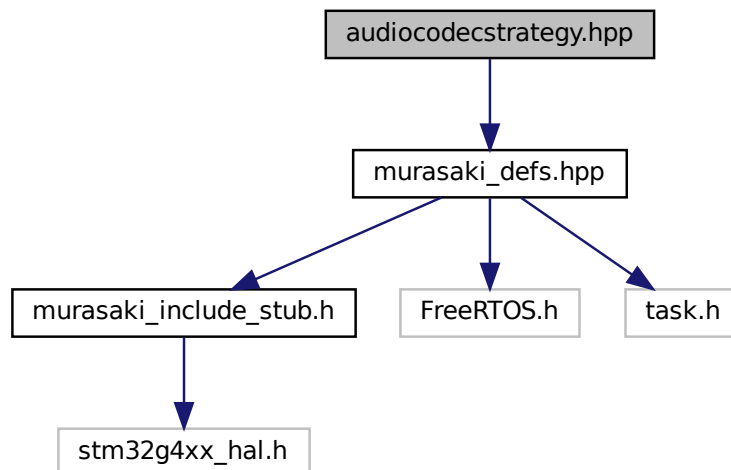 audiocodecstrategy.hpp
murasaki_defs.hpp
murasaki_include_stub.h
FreeRTOS.h
task.h
stm32g4xx_hal.h